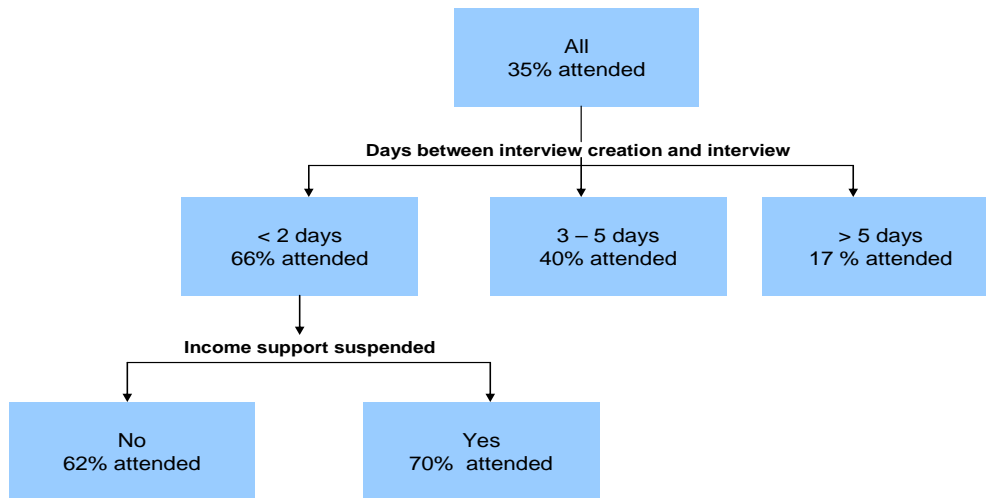 All
35% attended
Days between interview creation and interview
< 2 days
66% attended
3 – 5 days
40% attended
> 5 days
17 % attended
Income support suspended
No
62% attended
Yes
70% attended